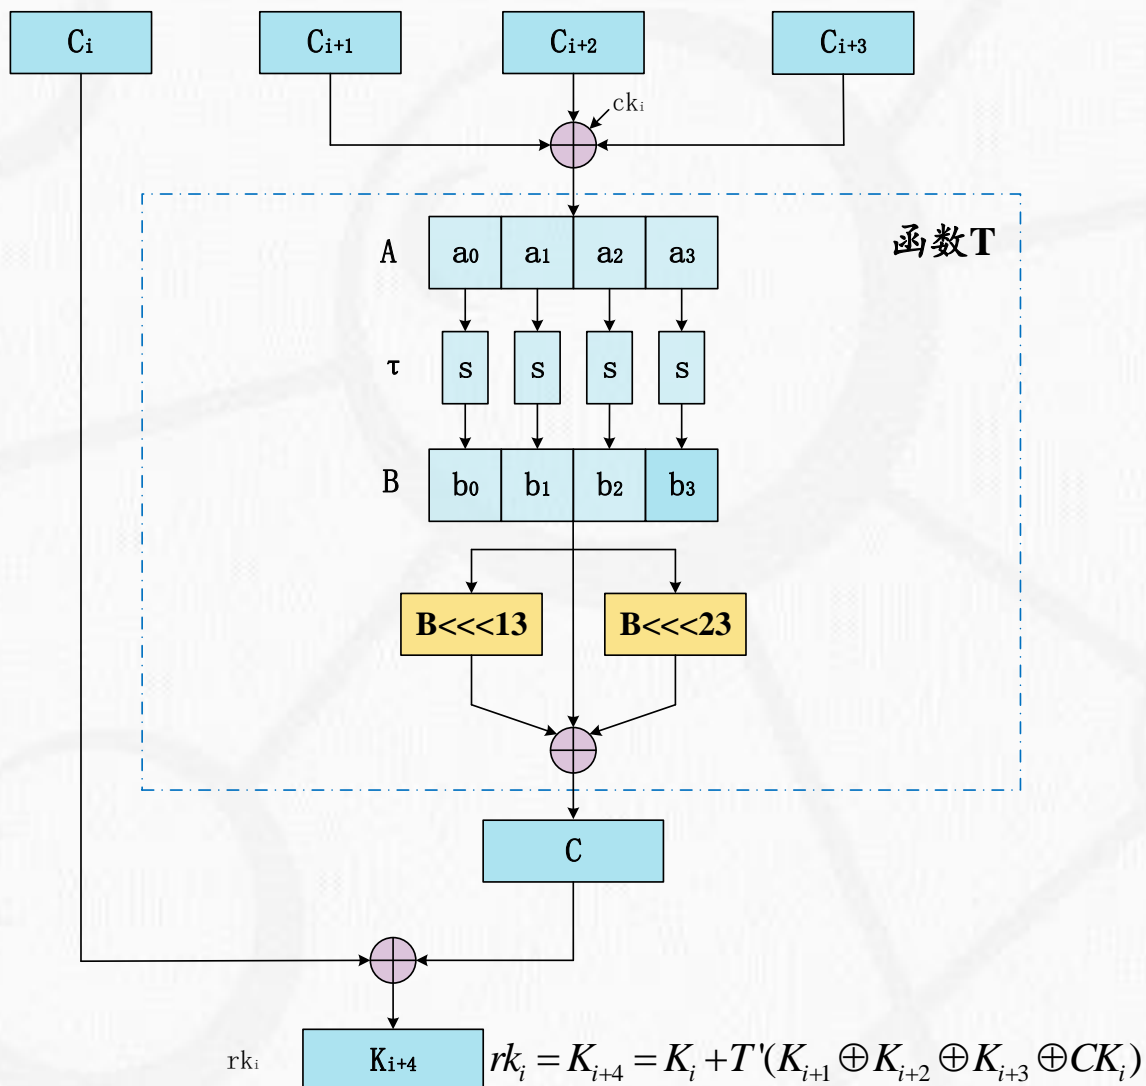 Ci Ci+1 Ci+2 Ci+3
cki
函数T
A a0 a1 a2 a3
τ s s s s
B b0 b1 b2 b3
B<<<13 B<<<23
C
rki Ki+4 rki = Ki+4 = Ki + T'(Ki+1 ⊕ Ki+2 ⊕ Ki+3 ⊕ CKi)